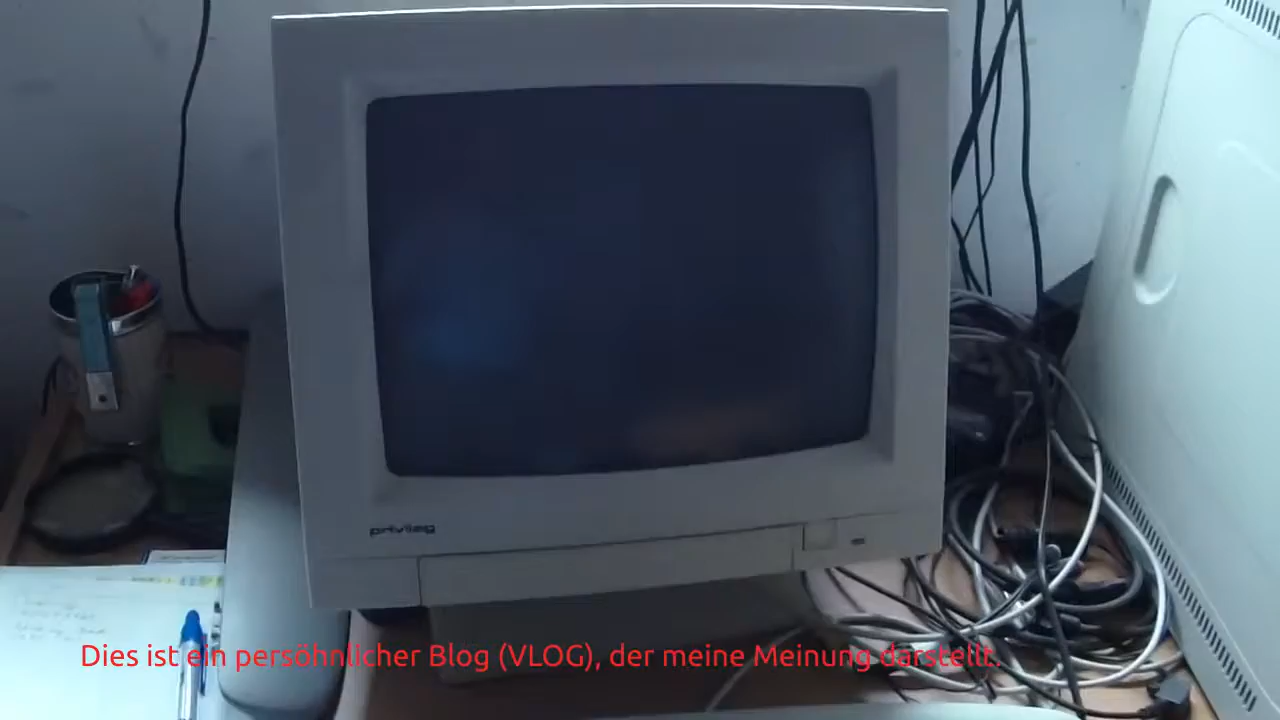 privileg
Dies ist ein persöhnlicher Blog (VLOG), der meine Meinung darstellt.